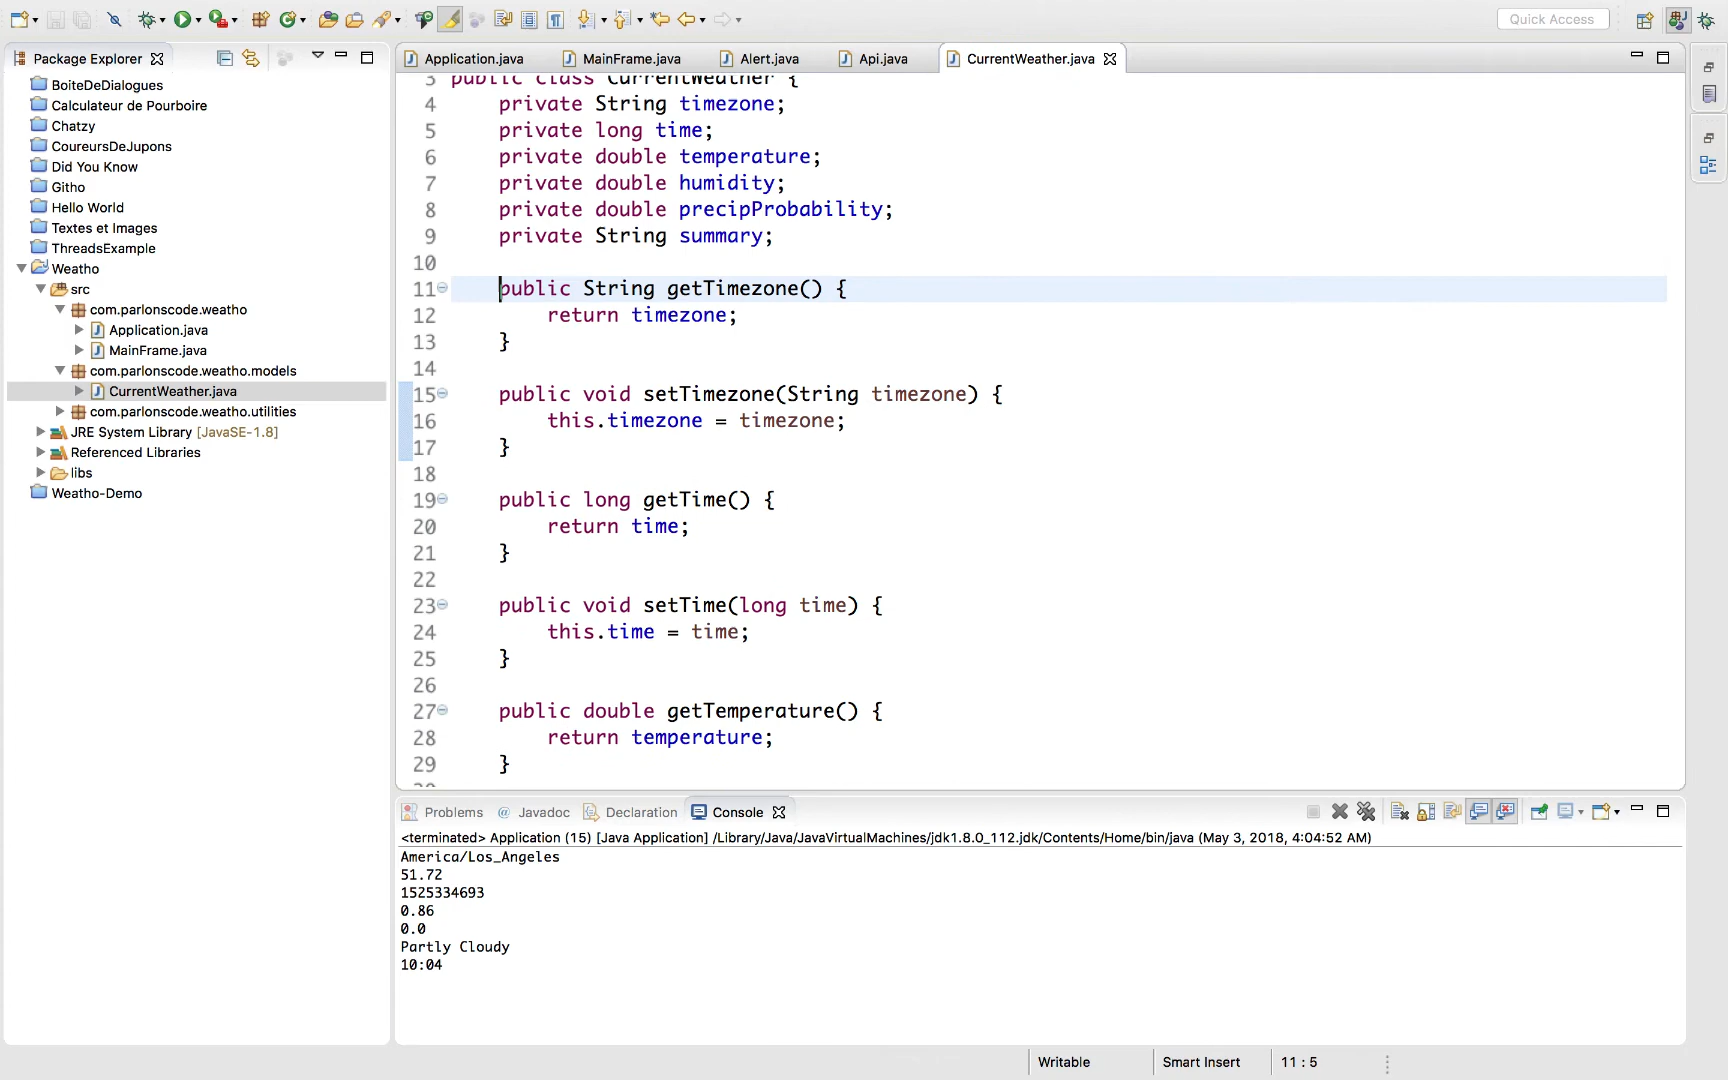 Quick Access
Package Explorer
BoiteDeDialogues
Calculateur de Pourboire
Chatzy
CoureursDeJupons
Did You Know
Githo
Hello World
Textes et Images
ThreadsExample
Weatho
src
com.parlonscode.weatho
Application.java
MainFrame.java
com.parlonscode.weatho.models
CurrentWeather.java
com.parlonscode.weatho.utilities
JRE System Library [JavaSE-1.8]
Referenced Libraries
libs
Weatho-Demo
Application.java MainFrame.java Alert.java Api.java CurrentWeather.java
3 public class CurrentWeather {
4 private String timezone;
5 private long time;
6 private double temperature;
7 private double humidity;
8 private double precipProbability;
9 private String summary;
10
11 public String getTimezone() {
12 return timezone;
13 }
14
15 public void setTimezone(String timezone) {
16 this.timezone = timezone;
17 }
18
19 public long getTime() {
20 return time;
21 }
22
23 public void setTime(long time) {
24 this.time = time;
25 }
26
27 public double getTemperature() {
28 return temperature;
29 }
Problems @ Javadoc Declaration Console
<terminated> Application (15) [Java Application] /Library/Java/JavaVirtualMachines/jdk1.8.0_112.jdk/Contents/Home/bin/java (May 3, 2018, 4:04:52 AM)
America/Los_Angeles
51.72
1525334693
0.86
0.0
Partly Cloudy
10:04
Writable Smart Insert 11 : 5